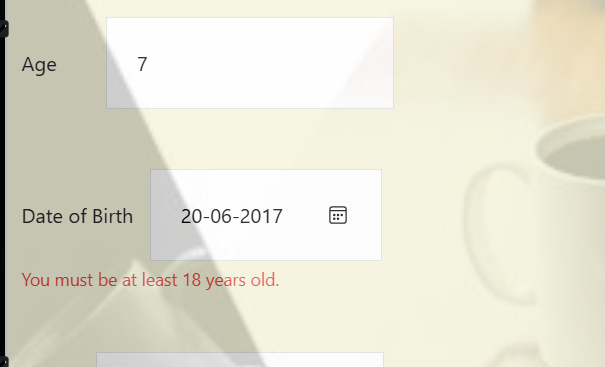 Age 7
Date of Birth 20-06-2017
You must be at least 18 years old.